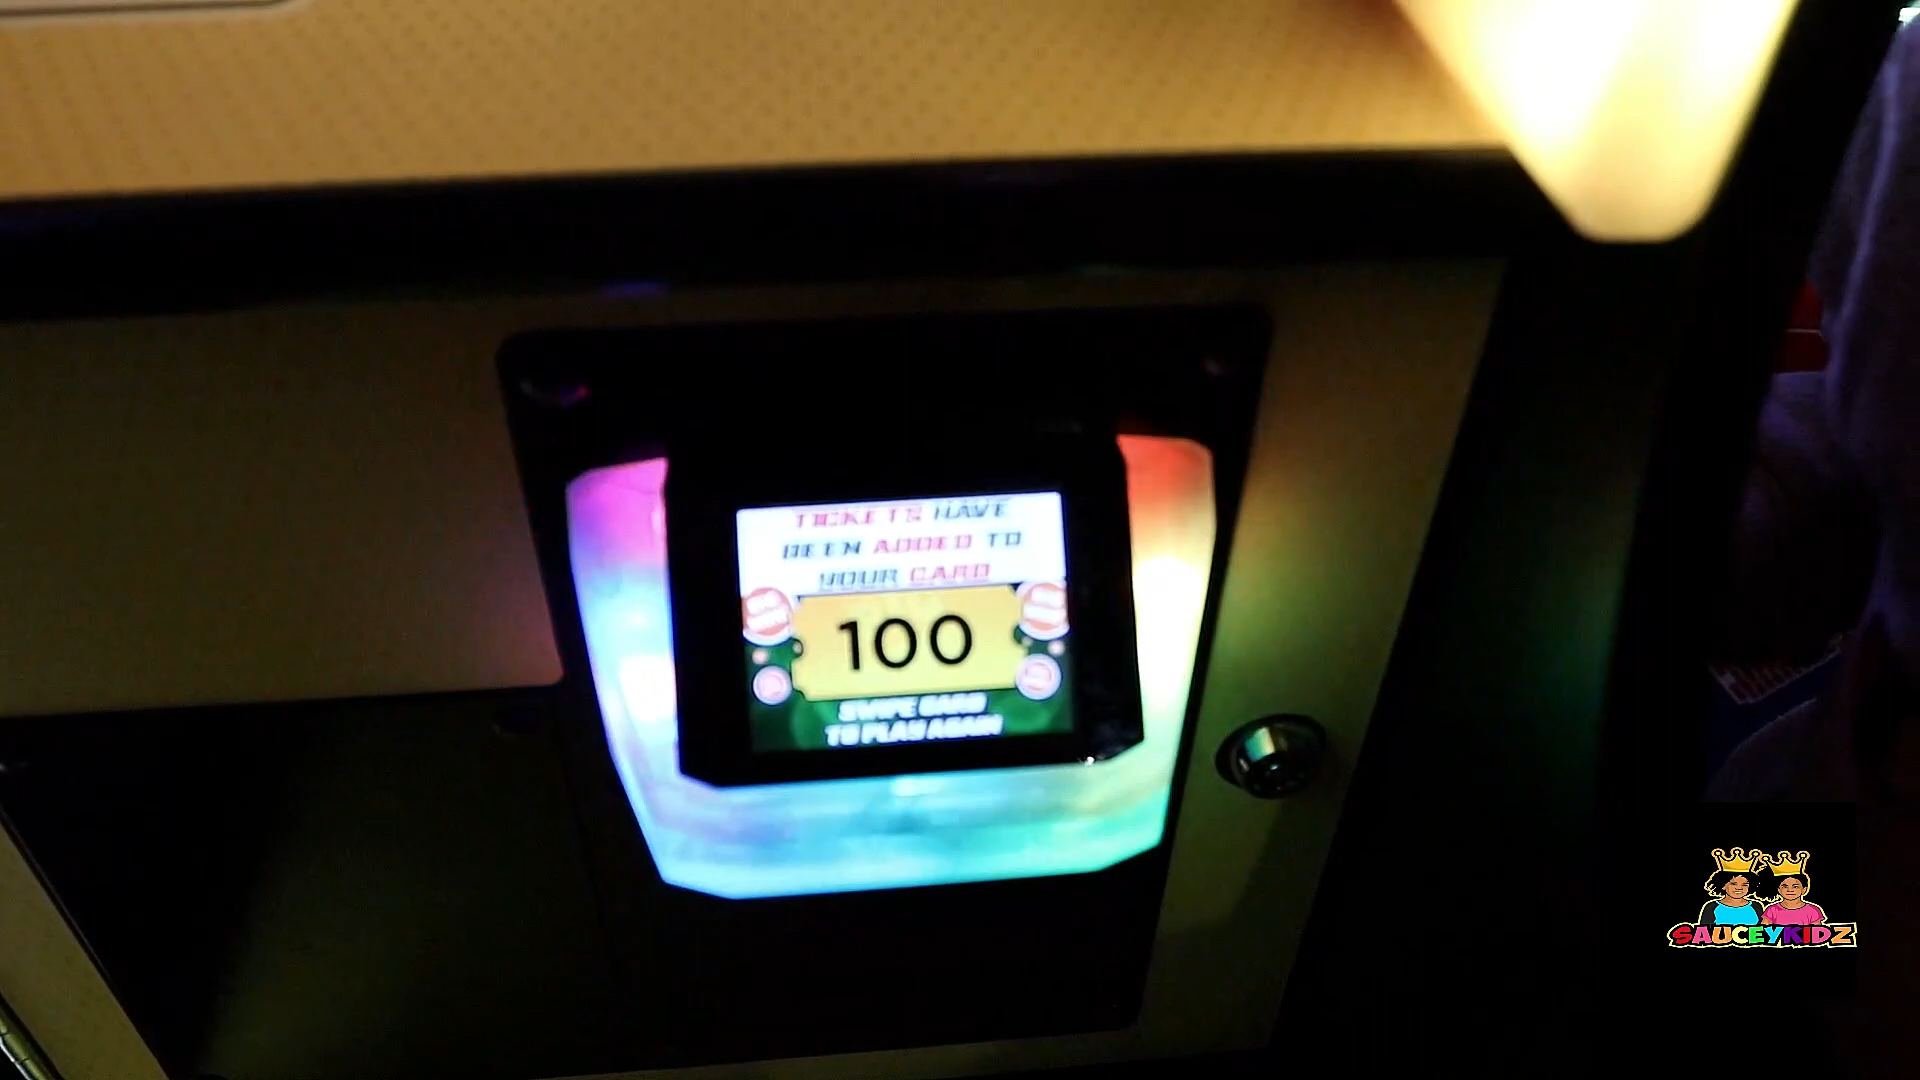 TICKETS HAVE
BEEN ADDED TO
YOUR CARD
100
SWIPE CARD
TO PLAY AGAIN
SAUCEYKIDZ